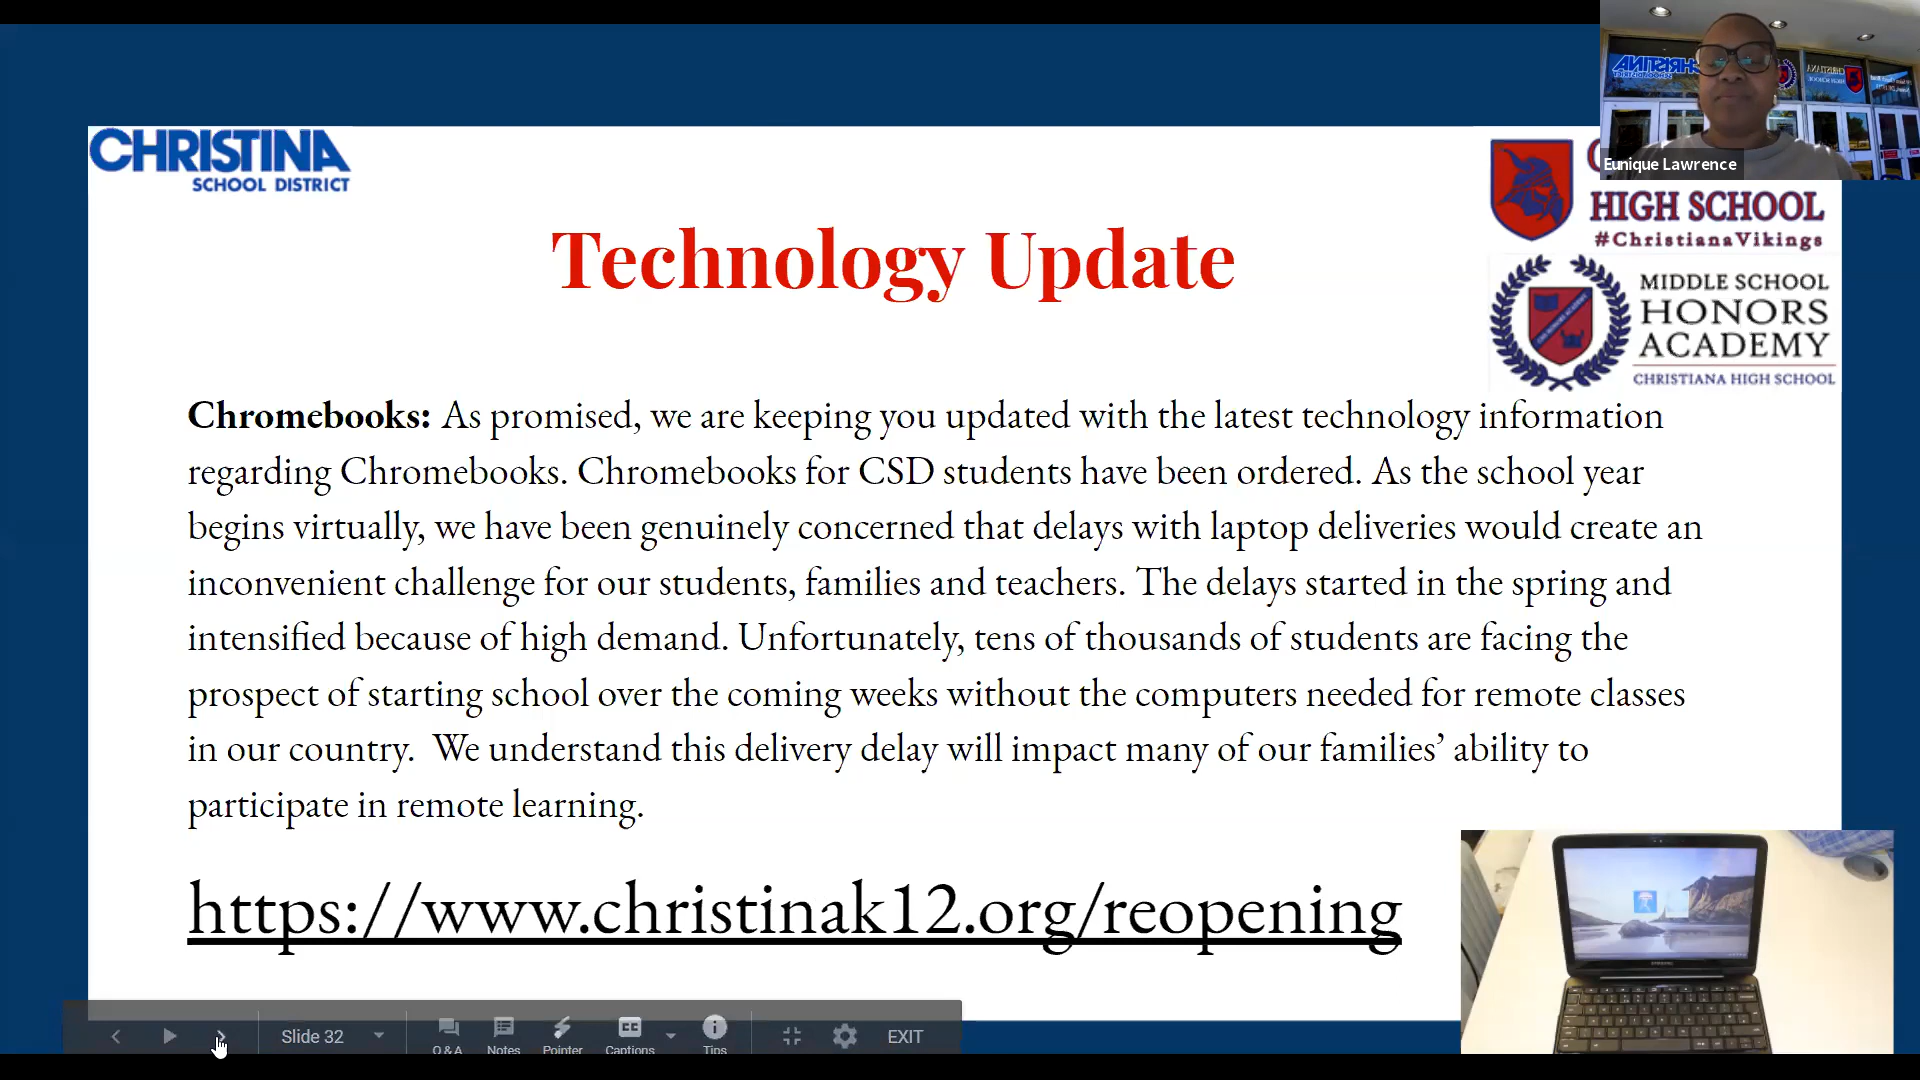 CHRISTINA
SCHOOL DISTRICT
Eunique Lawrence
HIGH SCHOOL
#ChristianaVikings
MIDDLE SCHOOL
HONORS
ACADEMY
CHRISTIANA HIGH SCHOOL
Technology Update
Chromebooks: As promised, we are keeping you updated with the latest technology information
regarding Chromebooks. Chromebooks for CSD students have been ordered. As the school year
begins virtually, we have been genuinely concerned that delays with laptop deliveries would create an
inconvenient challenge for our students, families and teachers. The delays started in the spring and
intensified because of high demand. Unfortunately, tens of thousands of students are facing the
prospect of starting school over the coming weeks without the computers needed for remote classes
in our country. We understand this delivery delay will impact many of our families’ ability to
participate in remote learning.
https://www.christinak12.org/reopening
Slide 32
Q & A
Notes
Pointer
Captions
Tips
EXIT